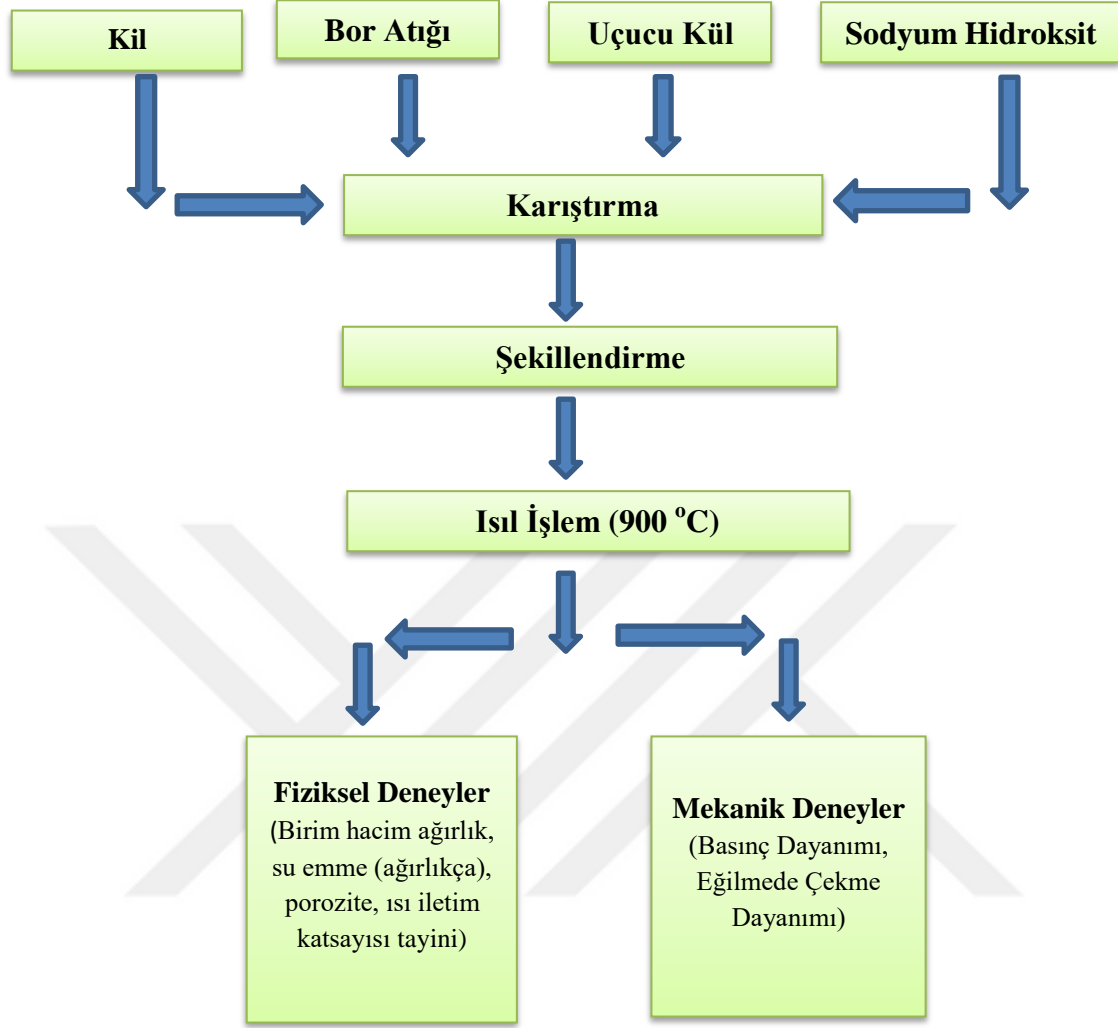 Kil
Bor Atığı
Uçucu Kül
Sodyum Hidroksit
Karıştırma
Şekillendirme
Isıl İşlem (900 °C)
Fiziksel Deneyler
(Birim hacim ağırlık,
su emme (ağırlıkça),
porozite, ısı iletim
katsayısı tayini)
Mekanik Deneyler
(Basınç Dayanımı,
Eğilmede Çekme
Dayanımı)